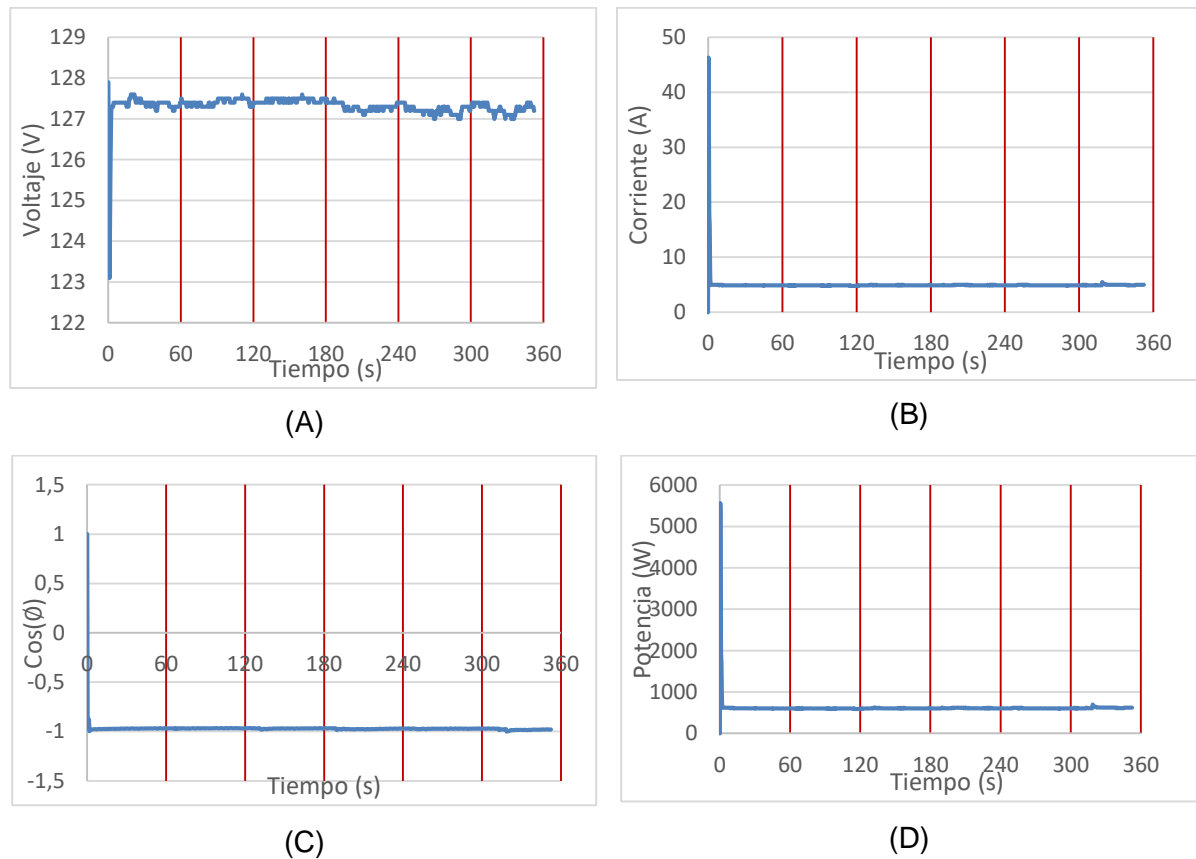 129
128
127
126
125
124
123
122
Voltaje (V)
0 60 120 180 240 300 360
Tiempo (s)
(A)
50
40
30
20
10
0
Corriente (A)
0 60 120 180 240 300 360
Tiempo (s)
(B)
1,5
1
0,5
0
-0,5
-1
-1,5
Cos(Ø)
0 60 120 180 240 300 360
Tiempo (s)
(C)
6000
5000
4000
3000
2000
1000
0
Potencia (W)
0 60 120 180 240 300 360
Tiempo (s)
(D)